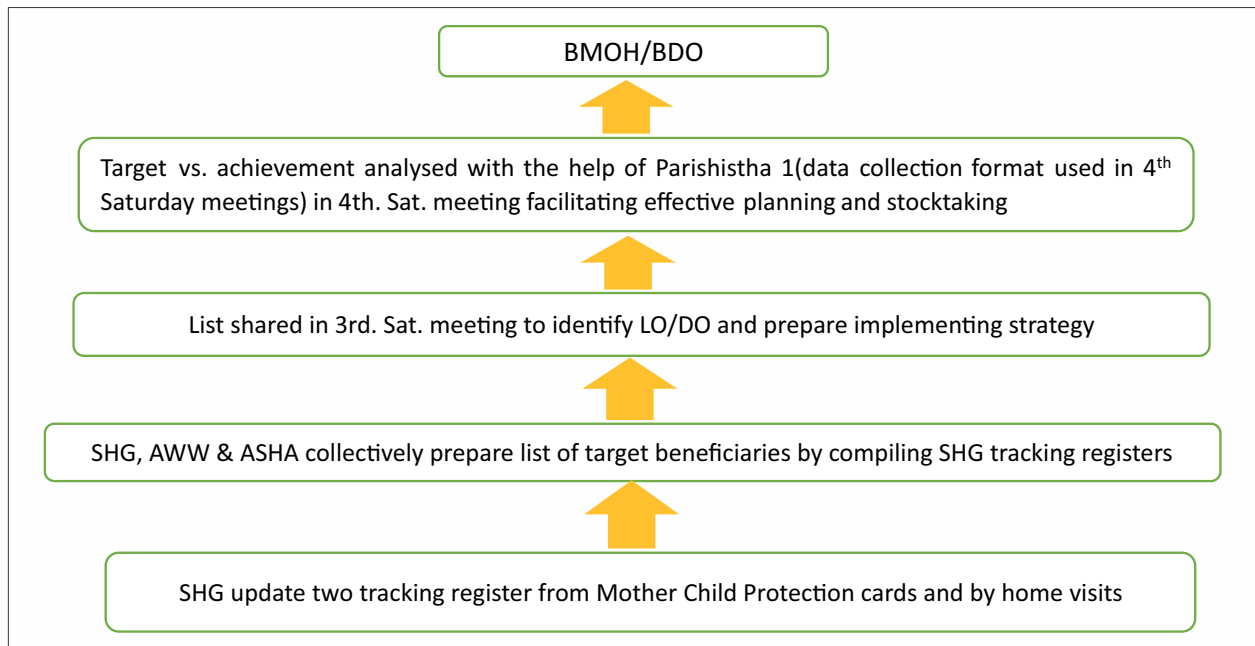 BMOH/BDO
Target vs. achievement analysed with the help of Parishistha 1(data collection format used in 4th
Saturday meetings) in 4th. Sat. meeting facilitating effective planning and stocktaking
List shared in 3rd. Sat. meeting to identify LO/DO and prepare implementing strategy
SHG, AWW & ASHA collectively prepare list of target beneficiaries by compiling SHG tracking registers
SHG update two tracking register from Mother Child Protection cards and by home visits